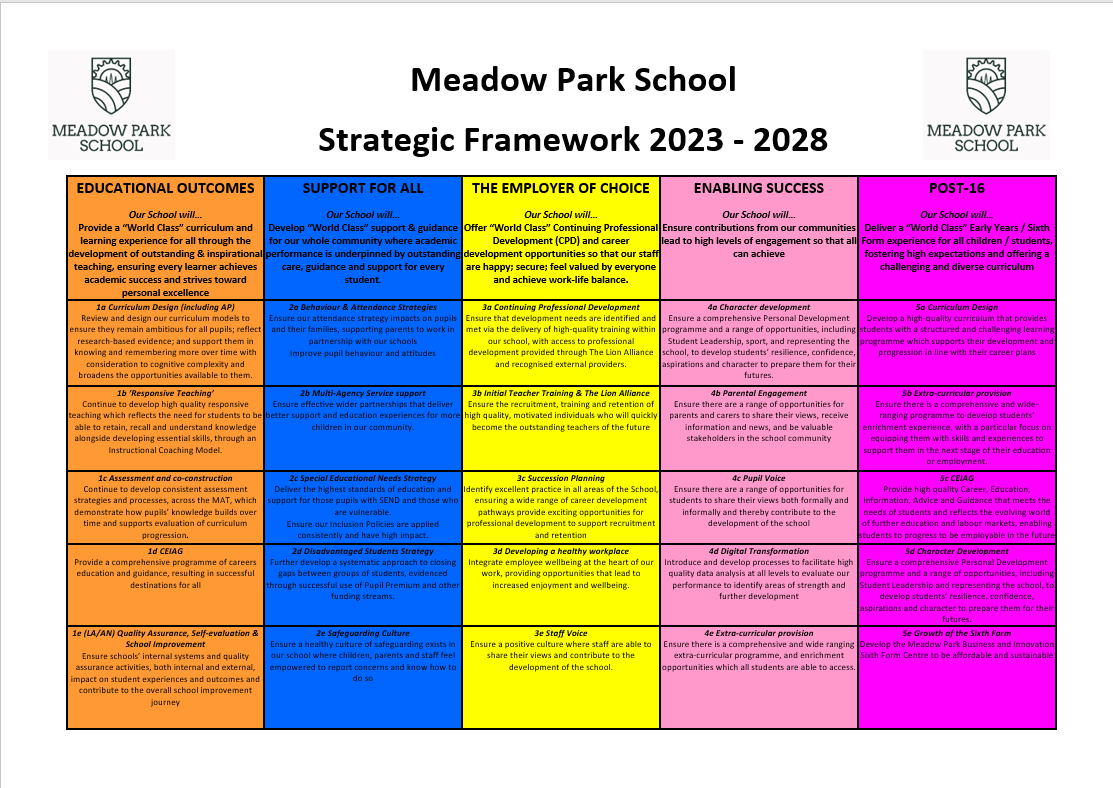 MEADOW PARK
SCHOOL
Meadow Park School
Strategic Framework 2023 - 2028
MEADOW PARK
SCHOOL
EDUCATIONAL OUTCOMES
Our School will…
Provide a “World Class” curriculum and
learning experience for all through the
development of outstanding & inspirational
teaching, ensuring every learner achieves
academic success and strives toward
personal excellence
SUPPORT FOR ALL
Our School will…
Develop “World Class” support & guidance
for our whole community where academic
performance is underpinned by outstanding
care, guidance and support for every
student.
THE EMPLOYER OF CHOICE
Our School will…
Offer “World Class” Continuing Professional
Development (CPD) and career
development opportunities so that our staff
are happy; secure; feel valued by everyone
and achieve work-life balance.
ENABLING SUCCESS
Our School will…
Ensure contributions from our communities
lead to high levels of engagement so that all
can achieve
POST-16
Our School will…
Deliver a “World Class” Early Years / Sixth
Form experience for all children / students,
fostering high expectations and offering a
challenging and diverse curriculum
1a Curriculum Design (including AP)
Review and design our curriculum models to
ensure they remain ambitious for all pupils; reflect
research-based evidence; and support them in
knowing and remembering more over time with
consideration to cognitive complexity and
broadens the opportunities available to them.
2a Behaviour & Attendance Strategies
Ensure our attendance strategy impacts on pupils
and their families, supporting parents to work in
partnership with our schools
Improve pupil behaviour and attitudes
3a Continuing Professional Development
Ensure that development needs are identified and
met via the delivery of high-quality training within
our school, with access to professional
development provided through The Lion Alliance
and recognised external providers.
4a Character development
Ensure a comprehensive Personal Development
programme and a range of opportunities, including
Student Leadership, sport, and representing the
school, to develop students’ resilience, confidence,
aspirations and character to prepare them for their
futures.
5a Curriculum Design
Develop a high-quality curriculum that provides
students with a structured and challenging learning
programme which supports their development and
progression in line with their career plans
1b ‘Responsive Teaching’
Continue to develop high quality responsive
teaching which reflects the need for students to be
able to retain, recall and understand knowledge
alongside developing essential skills, through an
Instructional Coaching Model.
2b Multi-Agency Service support
Ensure effective wider partnerships that deliver
better support and education experiences for more
children in our community.
3b Initial Teacher Training & The Lion Alliance
Ensure the recruitment, training and retention of
high quality, motivated individuals who will quickly
become the outstanding teachers of the future
4b Parental Engagement
Ensure there are a range of opportunities for
parents and carers to share their views, receive
information and news, and be valuable
stakeholders in the school community
5b Extra-curricular provision
Ensure there is a comprehensive and wide-
ranging programme to develop students’
enrichment experience, with a particular focus on
equipping them with skills and experiences to
support them in the next stage of their education
or employment.
1c Assessment and co-construction
Continue to develop consistent assessment
strategies and processes, across the MAT, which
demonstrate how pupils’ knowledge builds over
time and supports evaluation of curriculum
progression.
2c Special Educational Needs Strategy
Deliver the highest standards of education and
support for those pupils with SEND and those who
are vulnerable.
Ensure our Inclusion Policies are applied
consistently and have high impact.
3c Succession Planning
Identify excellent practice in all areas of the School,
ensuring a wide range of career development
pathways provide exciting opportunities for
professional development to support recruitment
and retention
4c Pupil Voice
Ensure there are a range of opportunities for
students to share their views both formally and
informally and thereby contribute to the
development of the school
5c CEIAG
Provide high quality Career, Education,
Information, Advice and Guidance that meets the
needs of students and reflects the evolving world
of further education and labour markets, enabling
students to progress to be employable in the future
1d CEIAG
Provide a comprehensive programme of careers
education and guidance, resulting in successful
destinations for all
2d Disadvantaged Students Strategy
Further develop a systematic approach to closing
gaps between groups of students, evidenced
through successful use of Pupil Premium and other
funding streams.
3d Developing a healthy workplace
Integrate employee wellbeing at the heart of our
work, providing opportunities that lead to
increased enjoyment and wellbeing.
4d Digital Transformation
Introduce and develop processes to facilitate high
quality data analysis at all levels to evaluate our
performance to identify areas of strength and
further development
5d Character Development
Ensure a comprehensive Personal Development
programme and a range of opportunities, including
Student Leadership and representing the school, to
develop students’ resilience, confidence,
aspirations and character to prepare them for their
futures.
1e (LA/AN) Quality Assurance, Self-evaluation &
School Improvement
Ensure schools’ internal systems and quality
assurance activities, both internal and external,
impact on student experiences and outcomes and
contribute to the overall school improvement
journey
2e Safeguarding Culture
Ensure a healthy culture of safeguarding exists in
our school where children, parents and staff feel
empowered to report concerns and know how to
do so
3e Staff Voice
Ensure a positive culture where staff are able to
share their views and contribute to the
development of the school.
4e Extra-curricular provision
Ensure there is a comprehensive and wide ranging
extra-curricular programme, and enrichment
opportunities which all students are able to access.
5e Growth of the Sixth Form
Develop the Meadow Park Business and Innovation
Sixth Form Centre to be affordable and sustainable